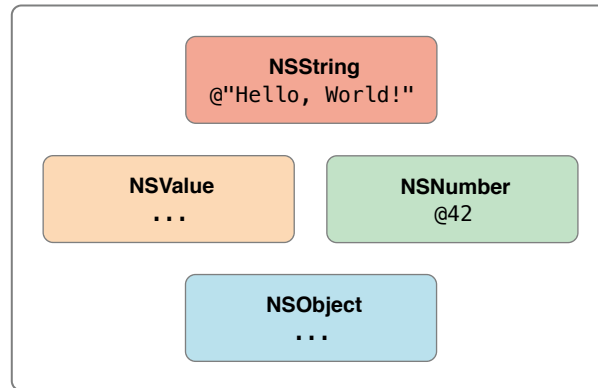 NSString
@"Hello, World!"
NSValue
...
NSNumber
@42
NSObject
...